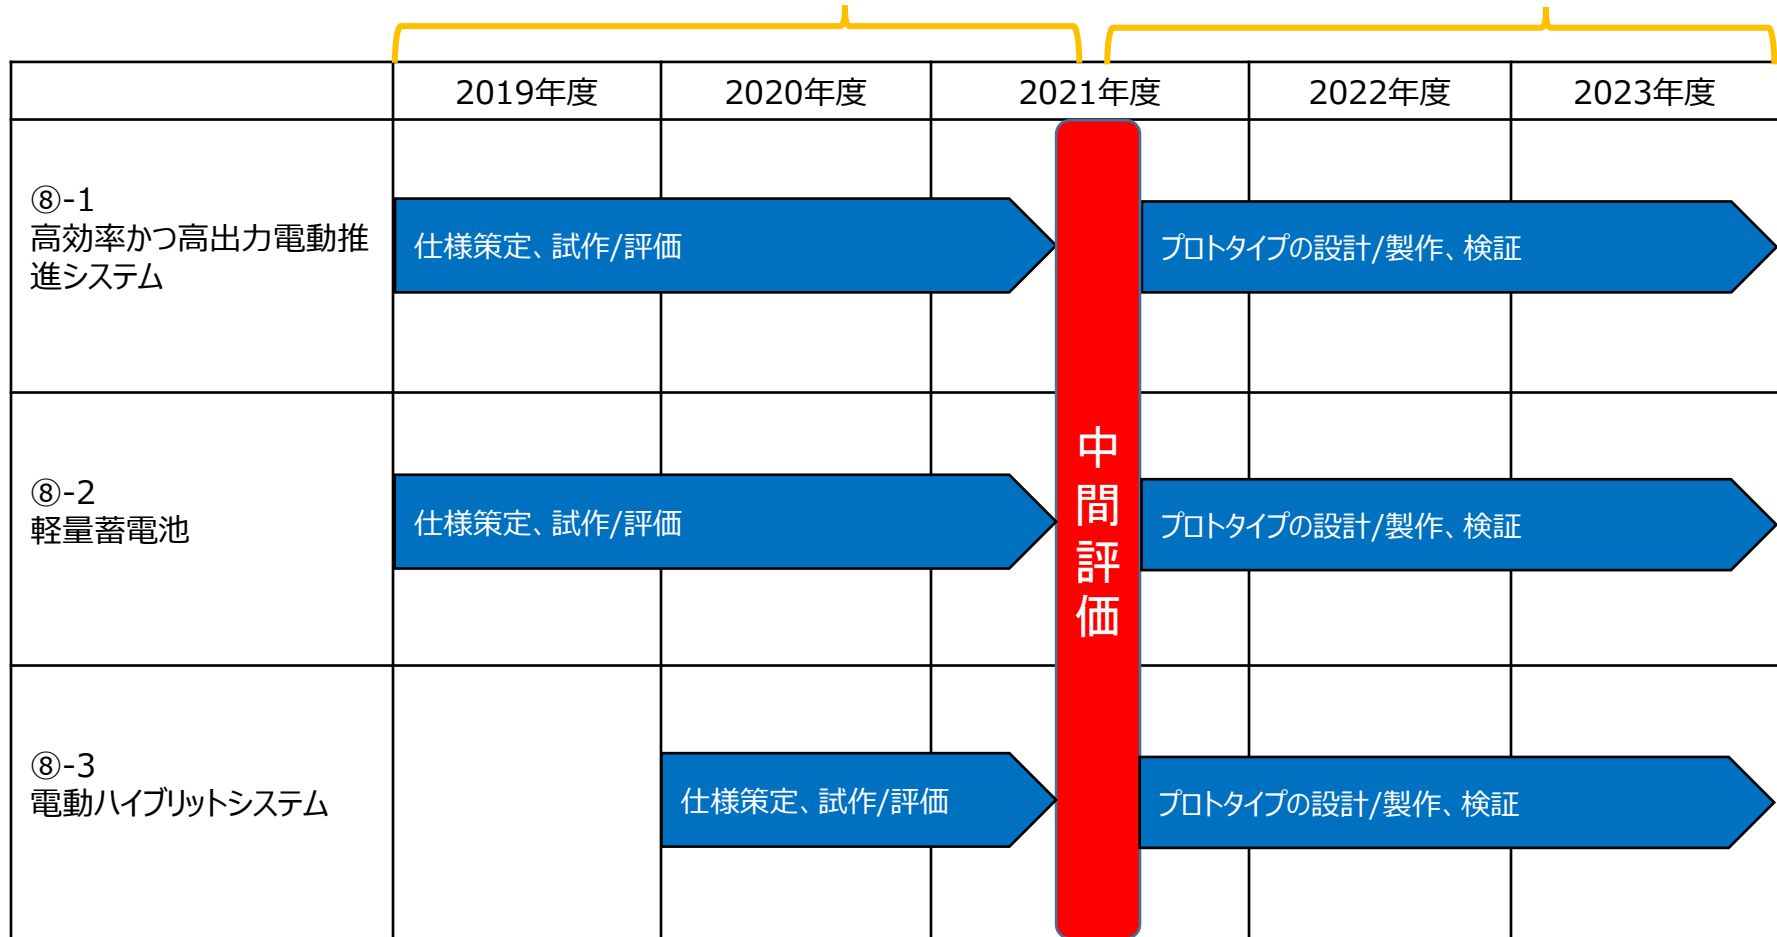 2019年度
2020年度
2021年度
2022年度
2023年度
⑧-1
高効率かつ高出力電動推
進システム
仕様策定、試作/評価
プロトタイプの設計/製作、検証
⑧-2
軽量蓄電池
仕様策定、試作/評価
プロトタイプの設計/製作、検証
⑧-3
電動ハイブリットシステム
仕様策定、試作/評価
プロトタイプの設計/製作、検証
中間評価